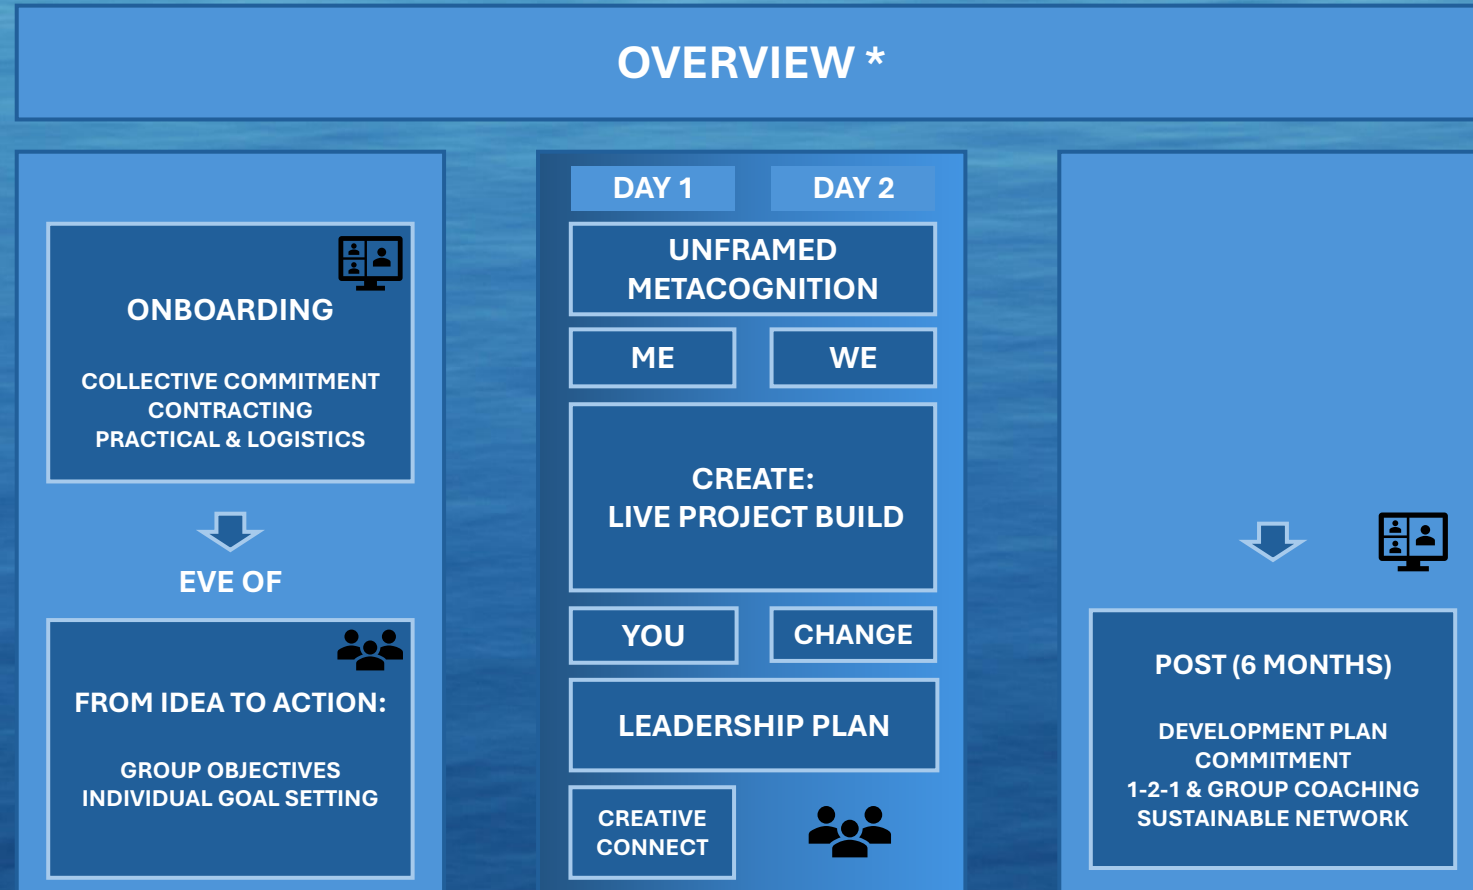 OVERVIEW *
ONBOARDING
COLLECTIVE COMMITMENT
CONTRACTING
PRACTICAL & LOGISTICS
EVE OF
FROM IDEA TO ACTION:
GROUP OBJECTIVES
INDIVIDUAL GOAL SETTING
DAY 1
DAY 2
UNFRAMED
METACOGNITION
ME
WE
CREATE:
LIVE PROJECT BUILD
YOU
CHANGE
LEADERSHIP PLAN
CREATIVE
CONNECT
POST (6 MONTHS)
DEVELOPMENT PLAN
COMMITMENT
1-2-1 & GROUP COACHING
SUSTAINABLE NETWORK